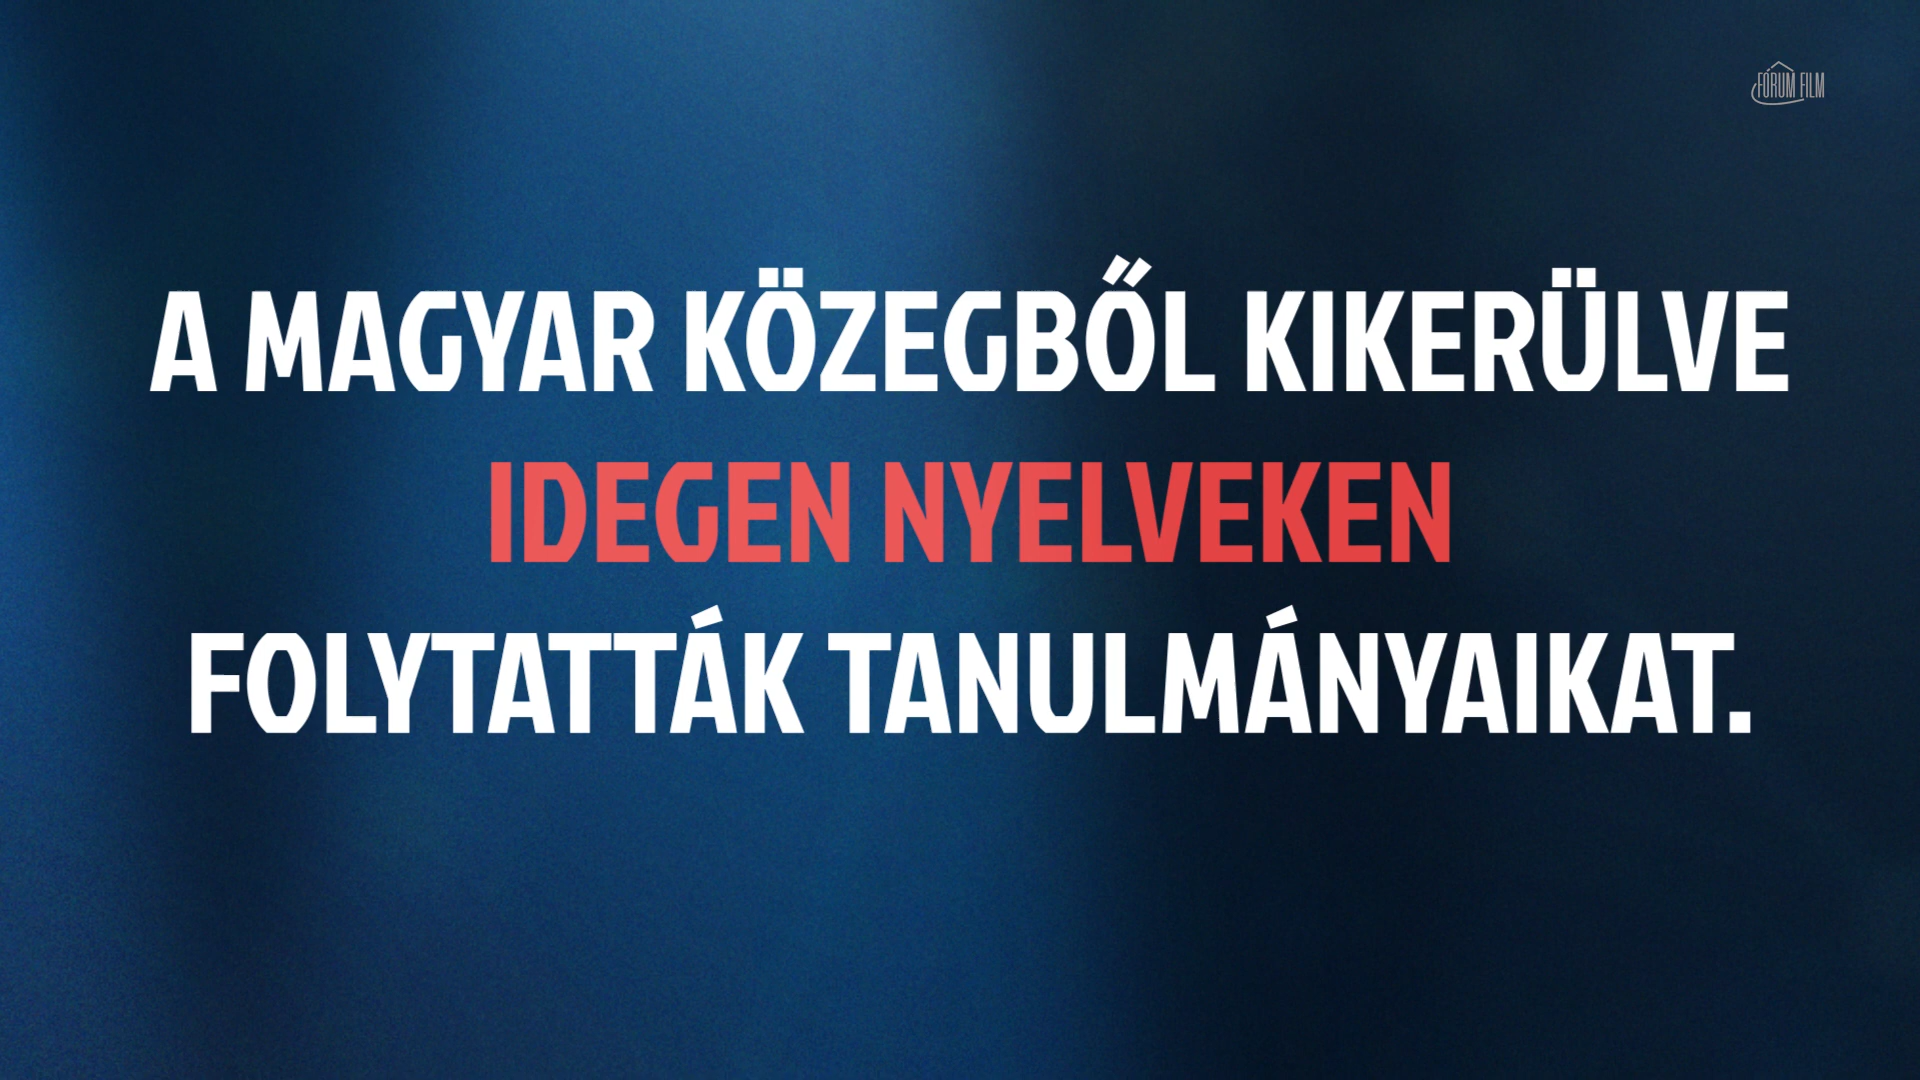 FÓRUM FILM
A MAGYAR KÖZEGBŐL KIKERÜLVE
IDEGEN NYELVEKEN
FOLYTATTÁK TANULMÁNYAIKAT.